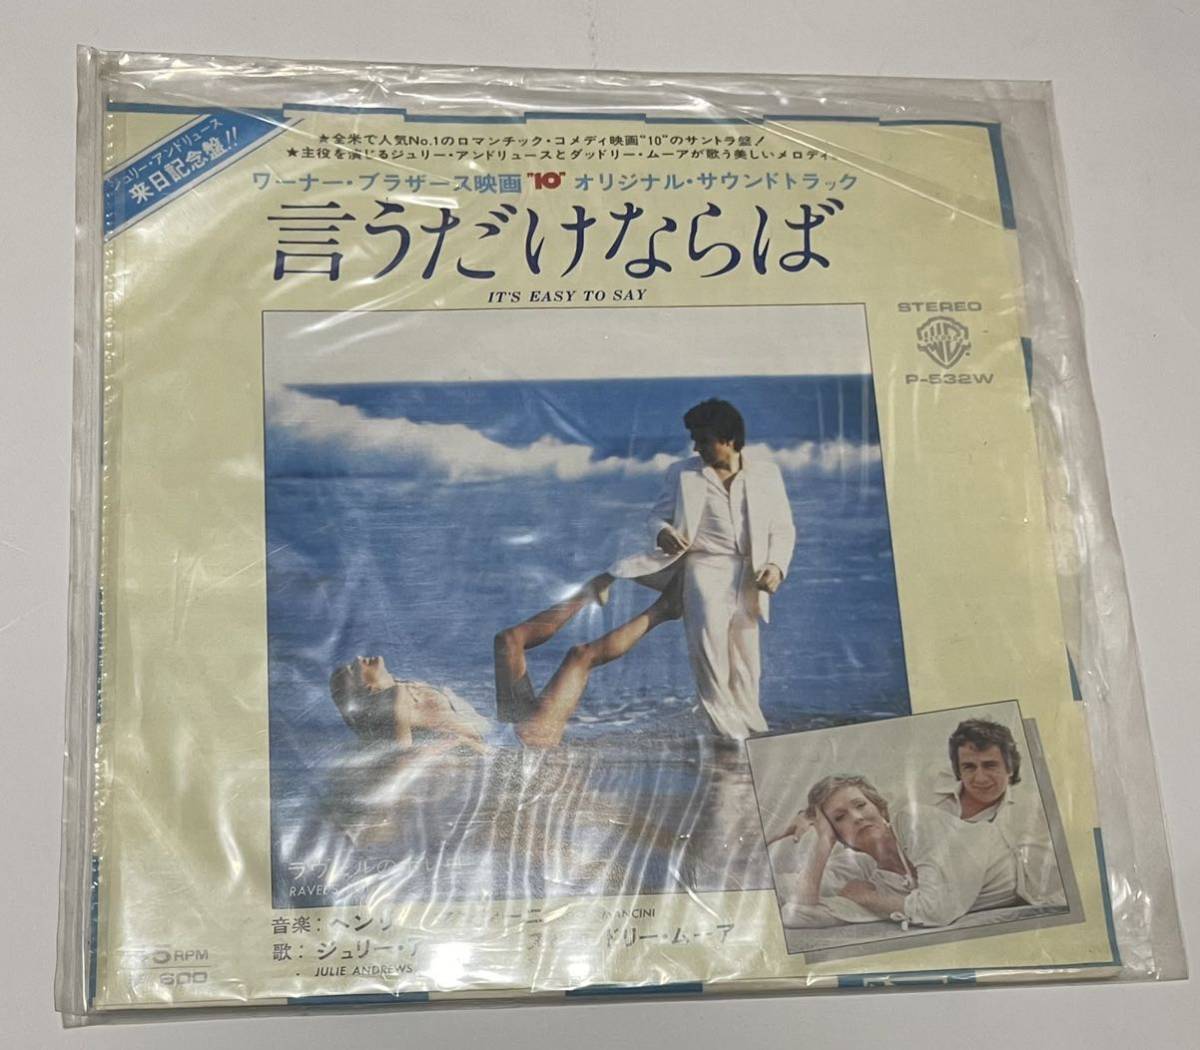 ジュリー・アンドリュース
来日記念盤!!
★全米で人気No.1のロマンチック・コメディ映画"10"のサントラ盤!
★主役を演じるジュリー・アンドリュースとダッドリー・ムーアが歌う美しいメロディ
ワーナー・ブラザース映画"10"オリジナル・サウンドトラック
言うだけならば
IT'S EASY TO SAY
STEREO
P-532W
音楽:ヘンリ
MANCINI
歌:ジュリー・ア ドリー・ムーア
JULIE ANDREWS
RPM
600